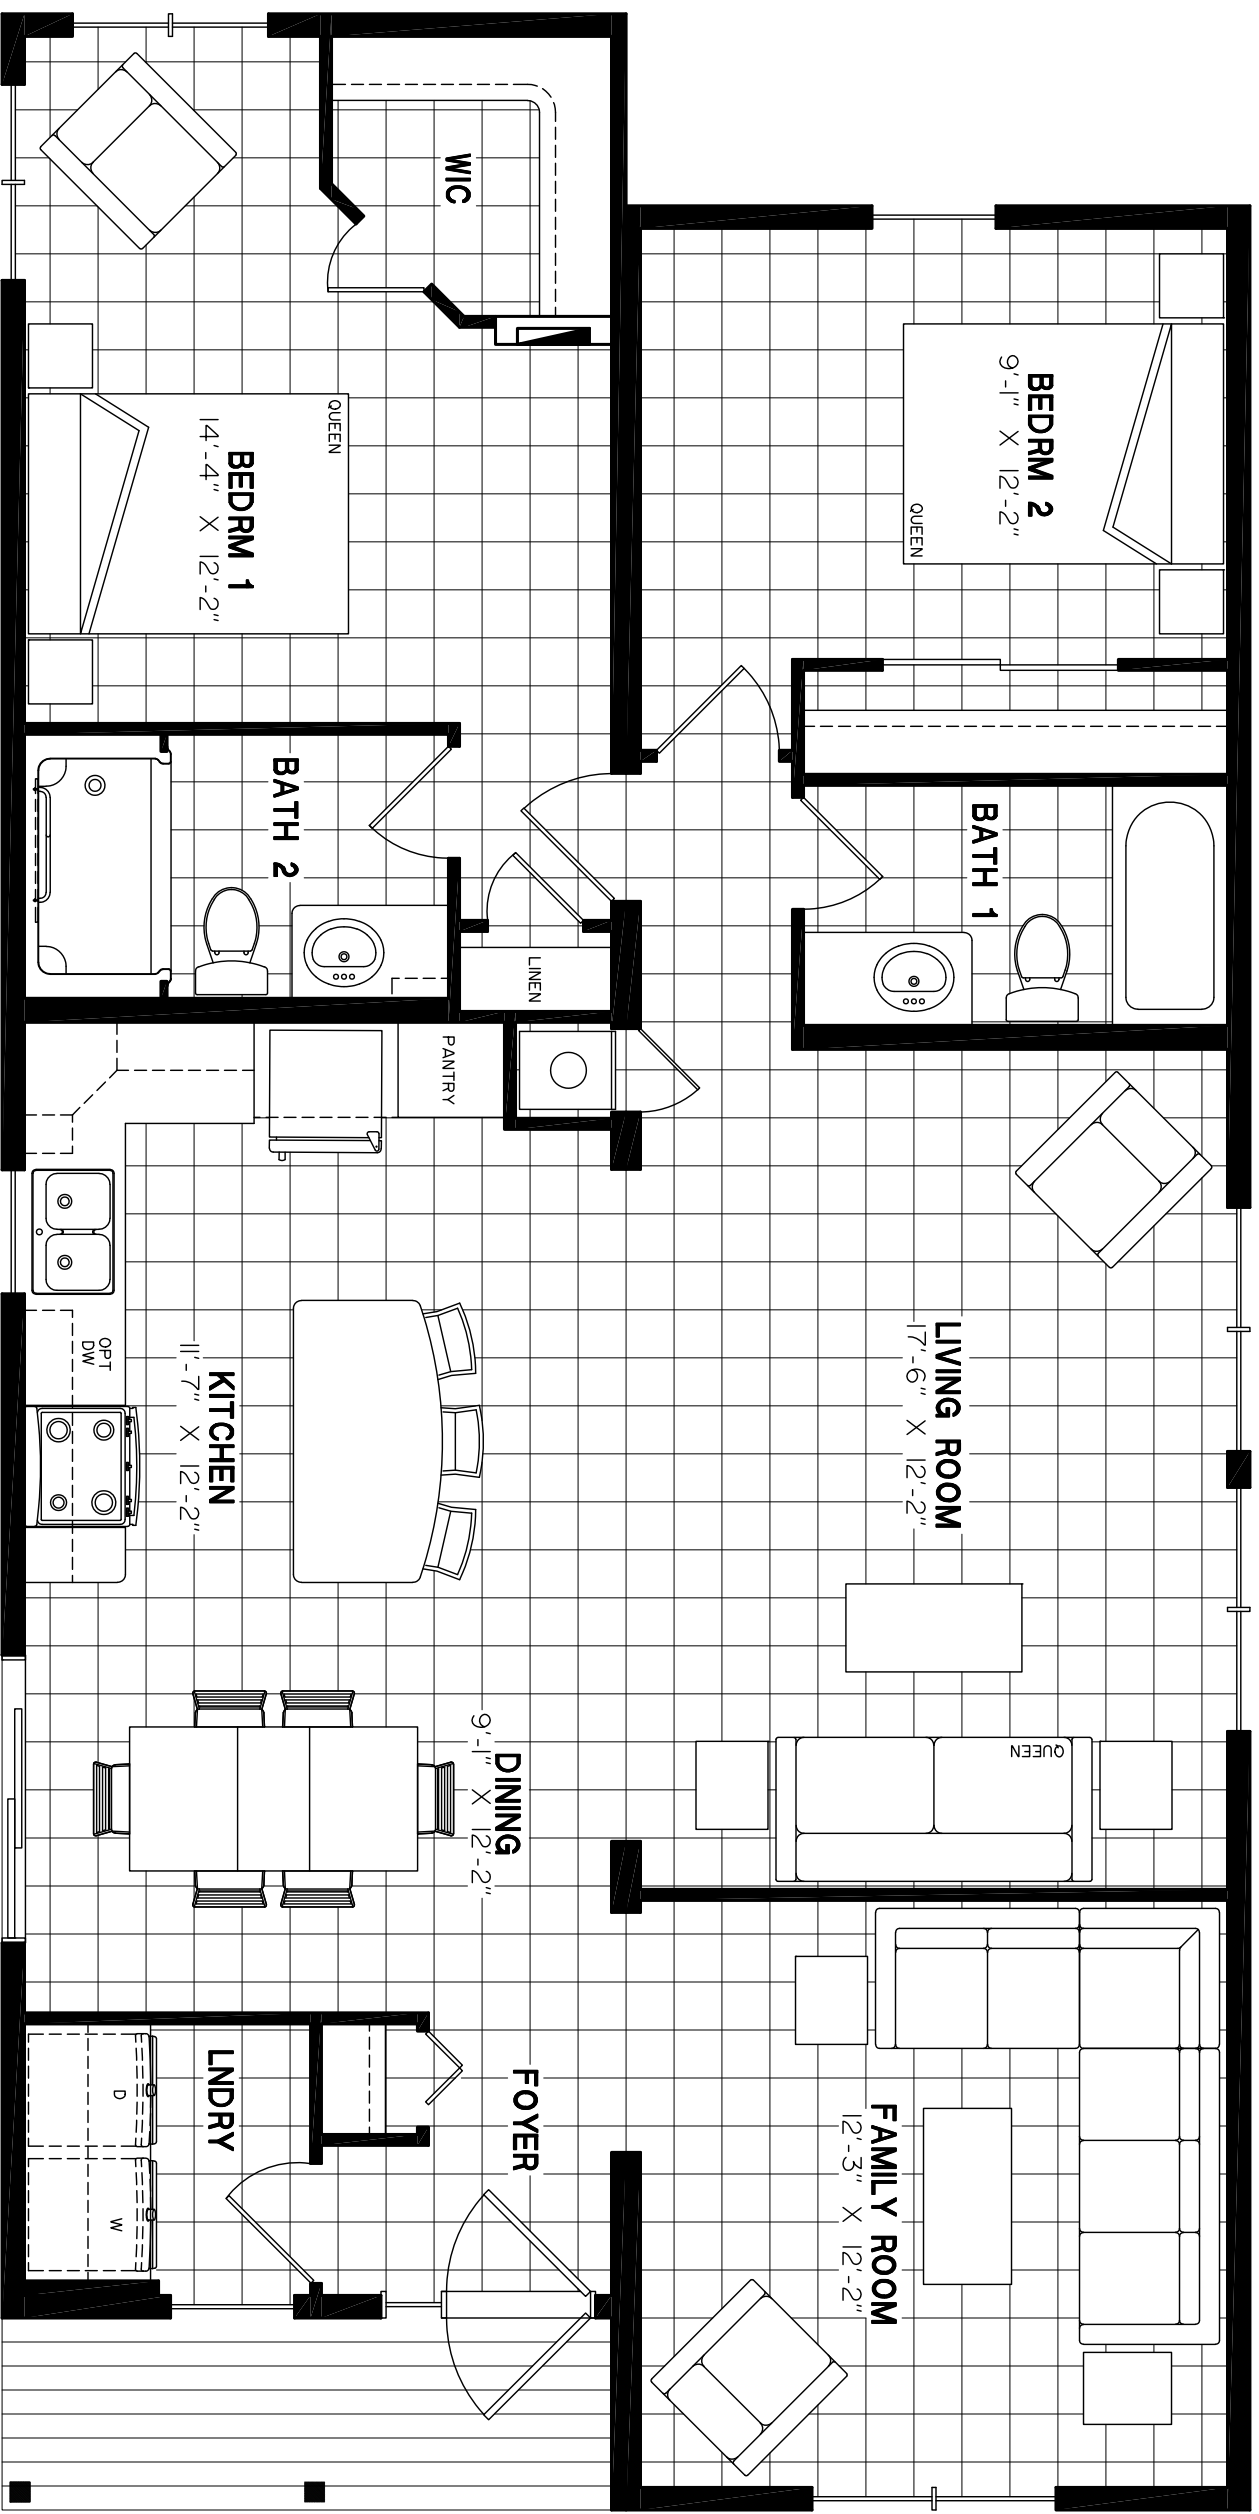 WIC
BEDRM 2
9'-1" X 12'-2"
QUEEN
BEDRM 1
14'-4" X 12'-2"
QUEEN
BATH 1
BATH 2
LINEN
PANTRY
LIVING ROOM
17'-6" X 12'-2"
OPT
DW
KITCHEN
11'-7" X 12'-2"
QUEEN
DINING
9'-1" X 12'-2"
FAMILY ROOM
12'-3" X 12'-2"
FOYER
LNDRY
D
W